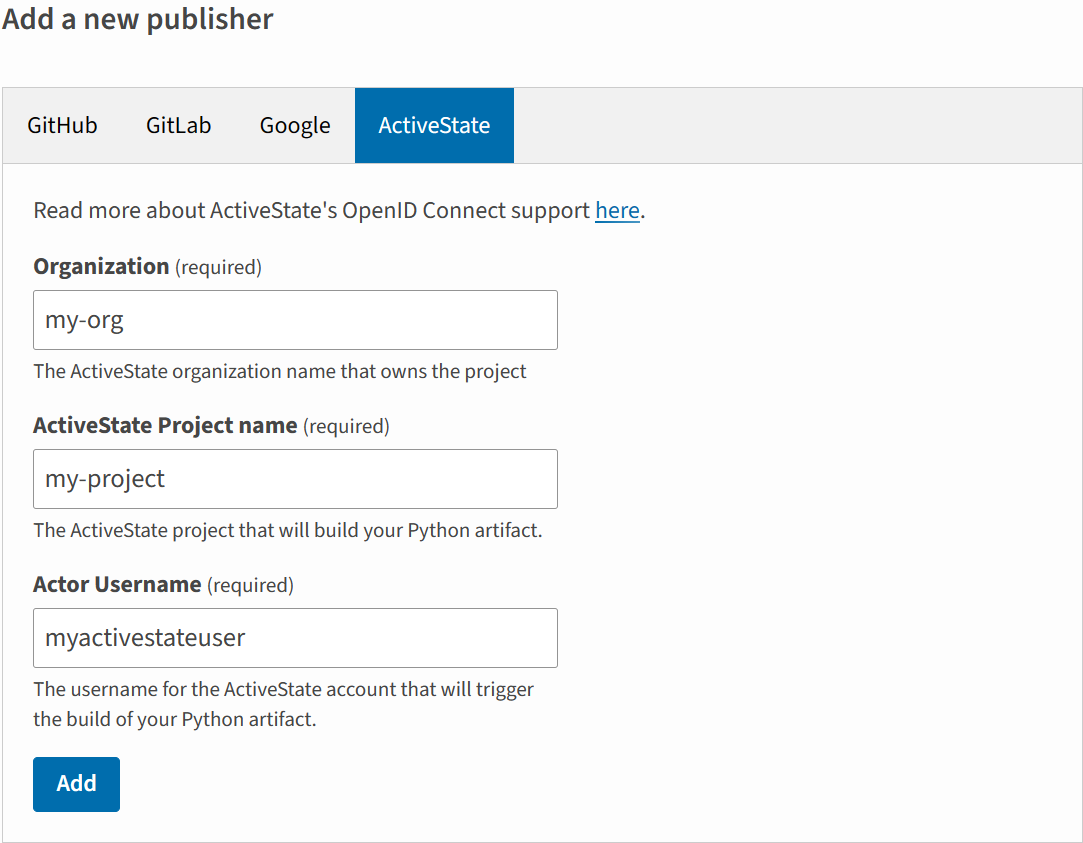 Add a new publisher
GitHub GitLab Google ActiveState
Read more about ActiveState's OpenID Connect support here.
Organization (required)
my-org
The ActiveState organization name that owns the project
ActiveState Project name (required)
my-project
The ActiveState project that will build your Python artifact.
Actor Username (required)
myactivestateuser
The username for the ActiveState account that will trigger
the build of your Python artifact.
Add